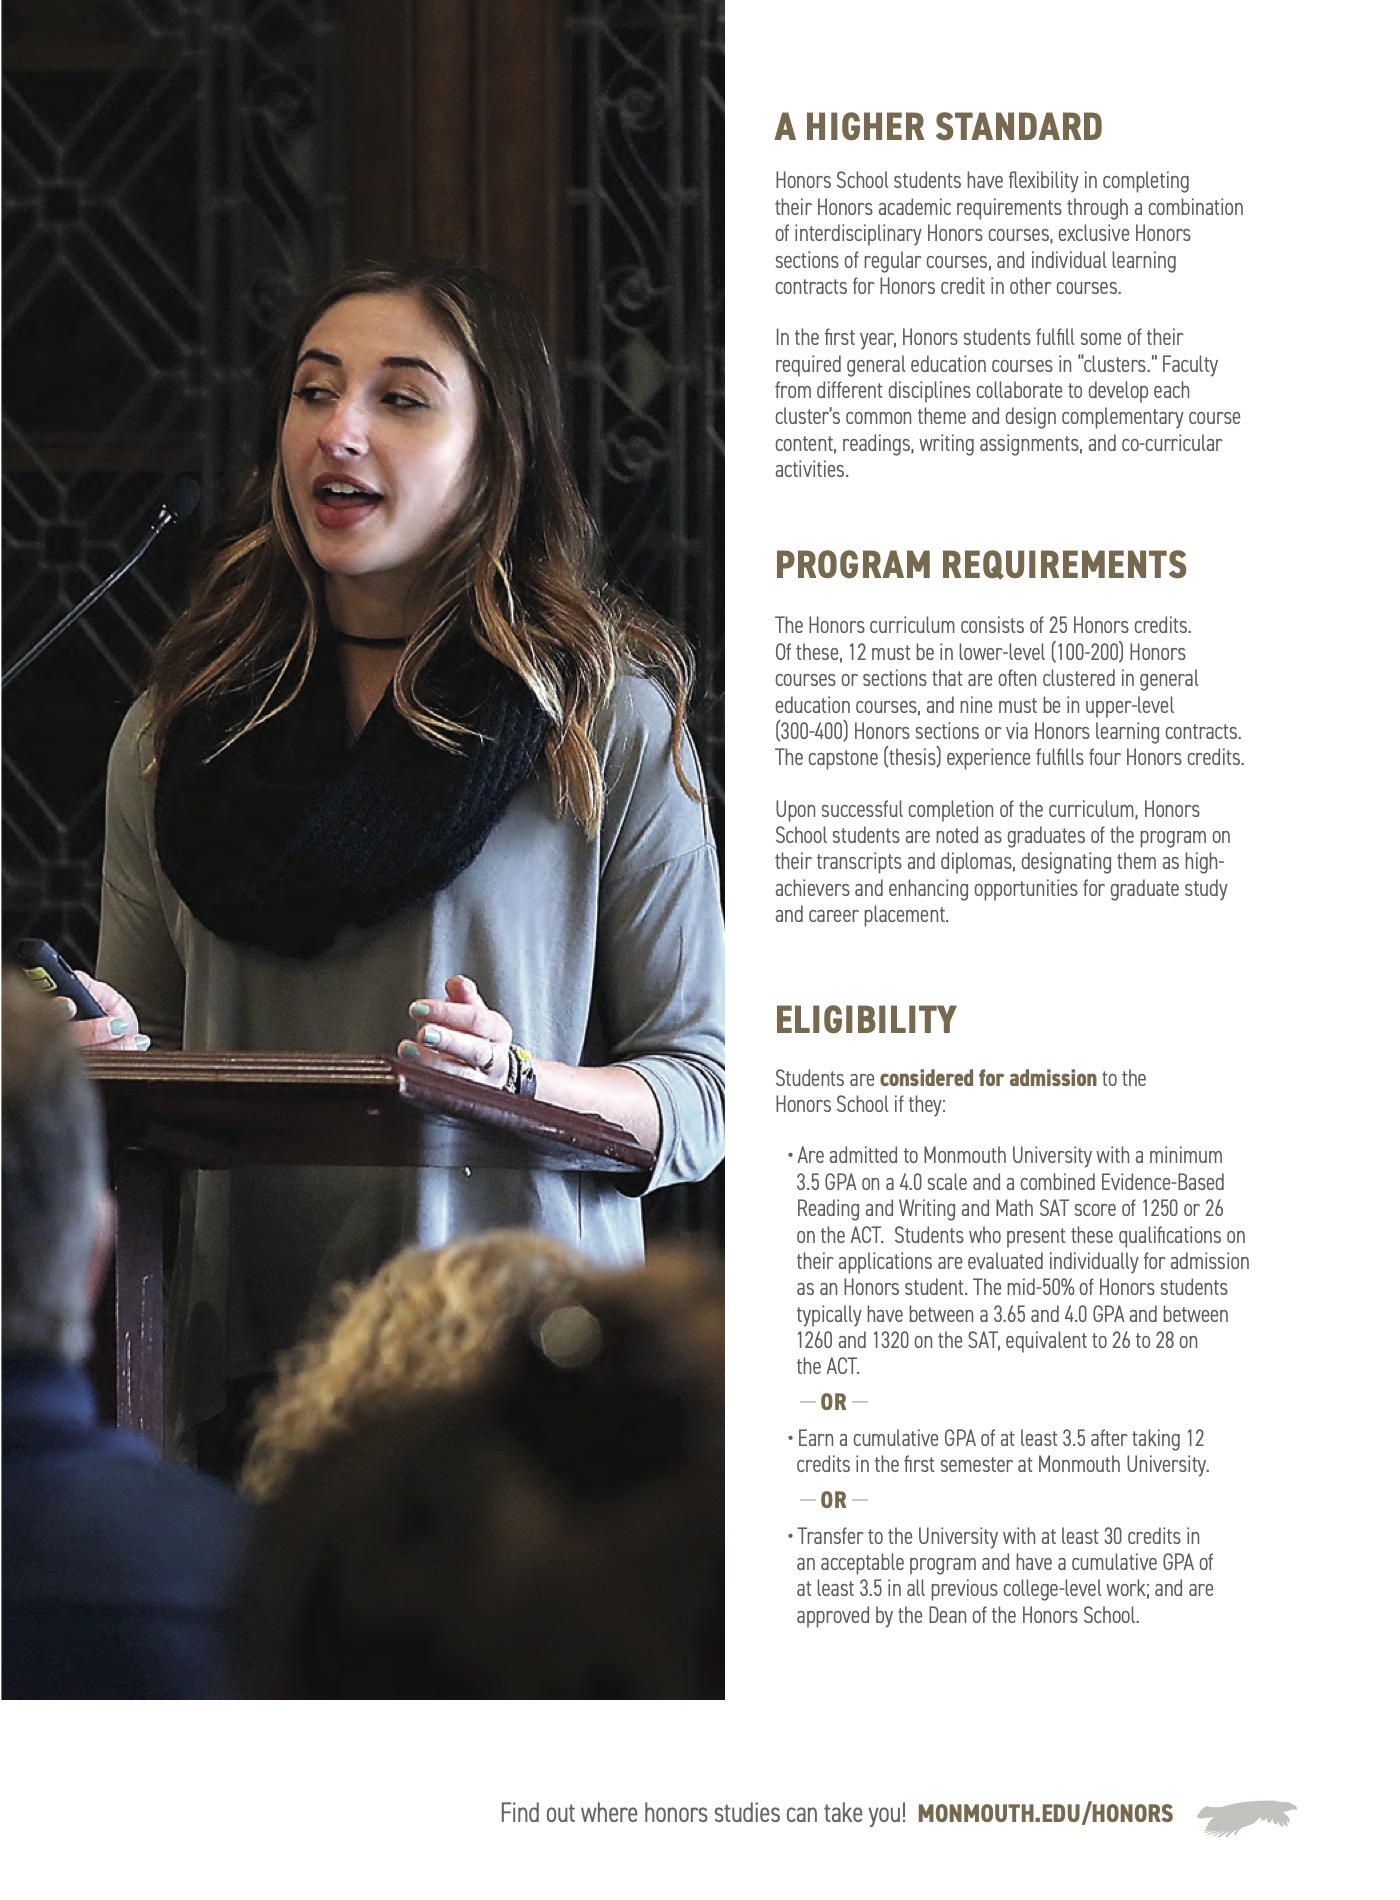 A HIGHER STANDARD
Honors School students have flexibility in completing
their Honors academic requirements through a combination
of interdisciplinary Honors courses, exclusive Honors
sections of regular courses, and individual learning
contracts for Honors credit in other courses.
In the first year, Honors students fulfill some of their
required general education courses in "clusters." Faculty
from different disciplines collaborate to develop each
cluster's common theme and design complementary course
content, readings, writing assignments, and co-curricular
activities.
PROGRAM REQUIREMENTS
The Honors curriculum consists of 25 Honors credits.
Of these, 12 must be in lower-level (100-200) Honors
courses or sections that are often clustered in general
education courses, and nine must be in upper-level
(300-400) Honors sections or via Honors learning contracts.
The capstone (thesis) experience fulfills four Honors credits.
Upon successful completion of the curriculum, Honors
School students are noted as graduates of the program on
their transcripts and diplomas, designating them as high-
achievers and enhancing opportunities for graduate study
and career placement.
ELIGIBILITY
Students are considered for admission to the
Honors School if they:
• Are admitted to Monmouth University with a minimum
3.5 GPA on a 4.0 scale and a combined Evidence-Based
Reading and Writing and Math SAT score of 1250 or 26
on the ACT.  Students who present these qualifications on
their applications are evaluated individually for admission
as an Honors student. The mid-50% of Honors students
typically have between a 3.65 and 4.0 GPA and between
1260 and 1320 on the SAT, equivalent to 26 to 28 on
the ACT.
— OR —
• Earn a cumulative GPA of at least 3.5 after taking 12
credits in the first semester at Monmouth University.
— OR —
• Transfer to the University with at least 30 credits in
an acceptable program and have a cumulative GPA of
at least 3.5 in all previous college-level work; and are
approved by the Dean of the Honors School.
Find out where honors studies can take you! MONMOUTH.EDU/HONORS